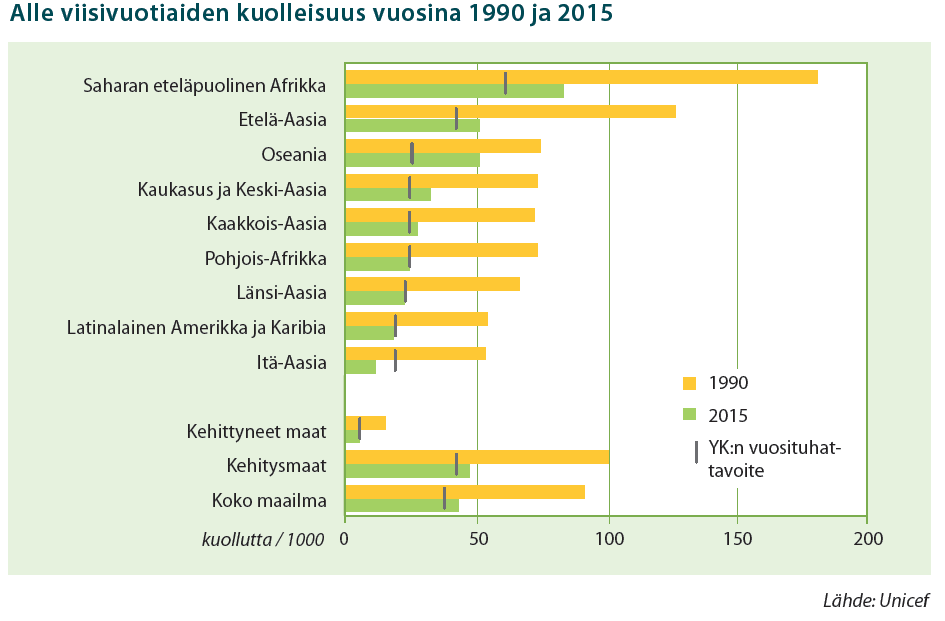 Alle viisivuotiaiden kuolleisuus vuosina 1990 ja 2015
Saharan eteläpuolinen Afrikka
Etelä-Aasia
Oseania
Kaukasus ja Keski-Aasia
Kaakkois-Aasia
Pohjois-Afrikka
Länsi-Aasia
Latinalainen Amerikka ja Karibia
Itä-Aasia
Kehittyneet maat
Kehitysmaat
Koko maailma
1990
2015
YK:n vuosituhat-
tavoite
kuollutta / 1000 0 50 100 150 200
Lähde: Unicef